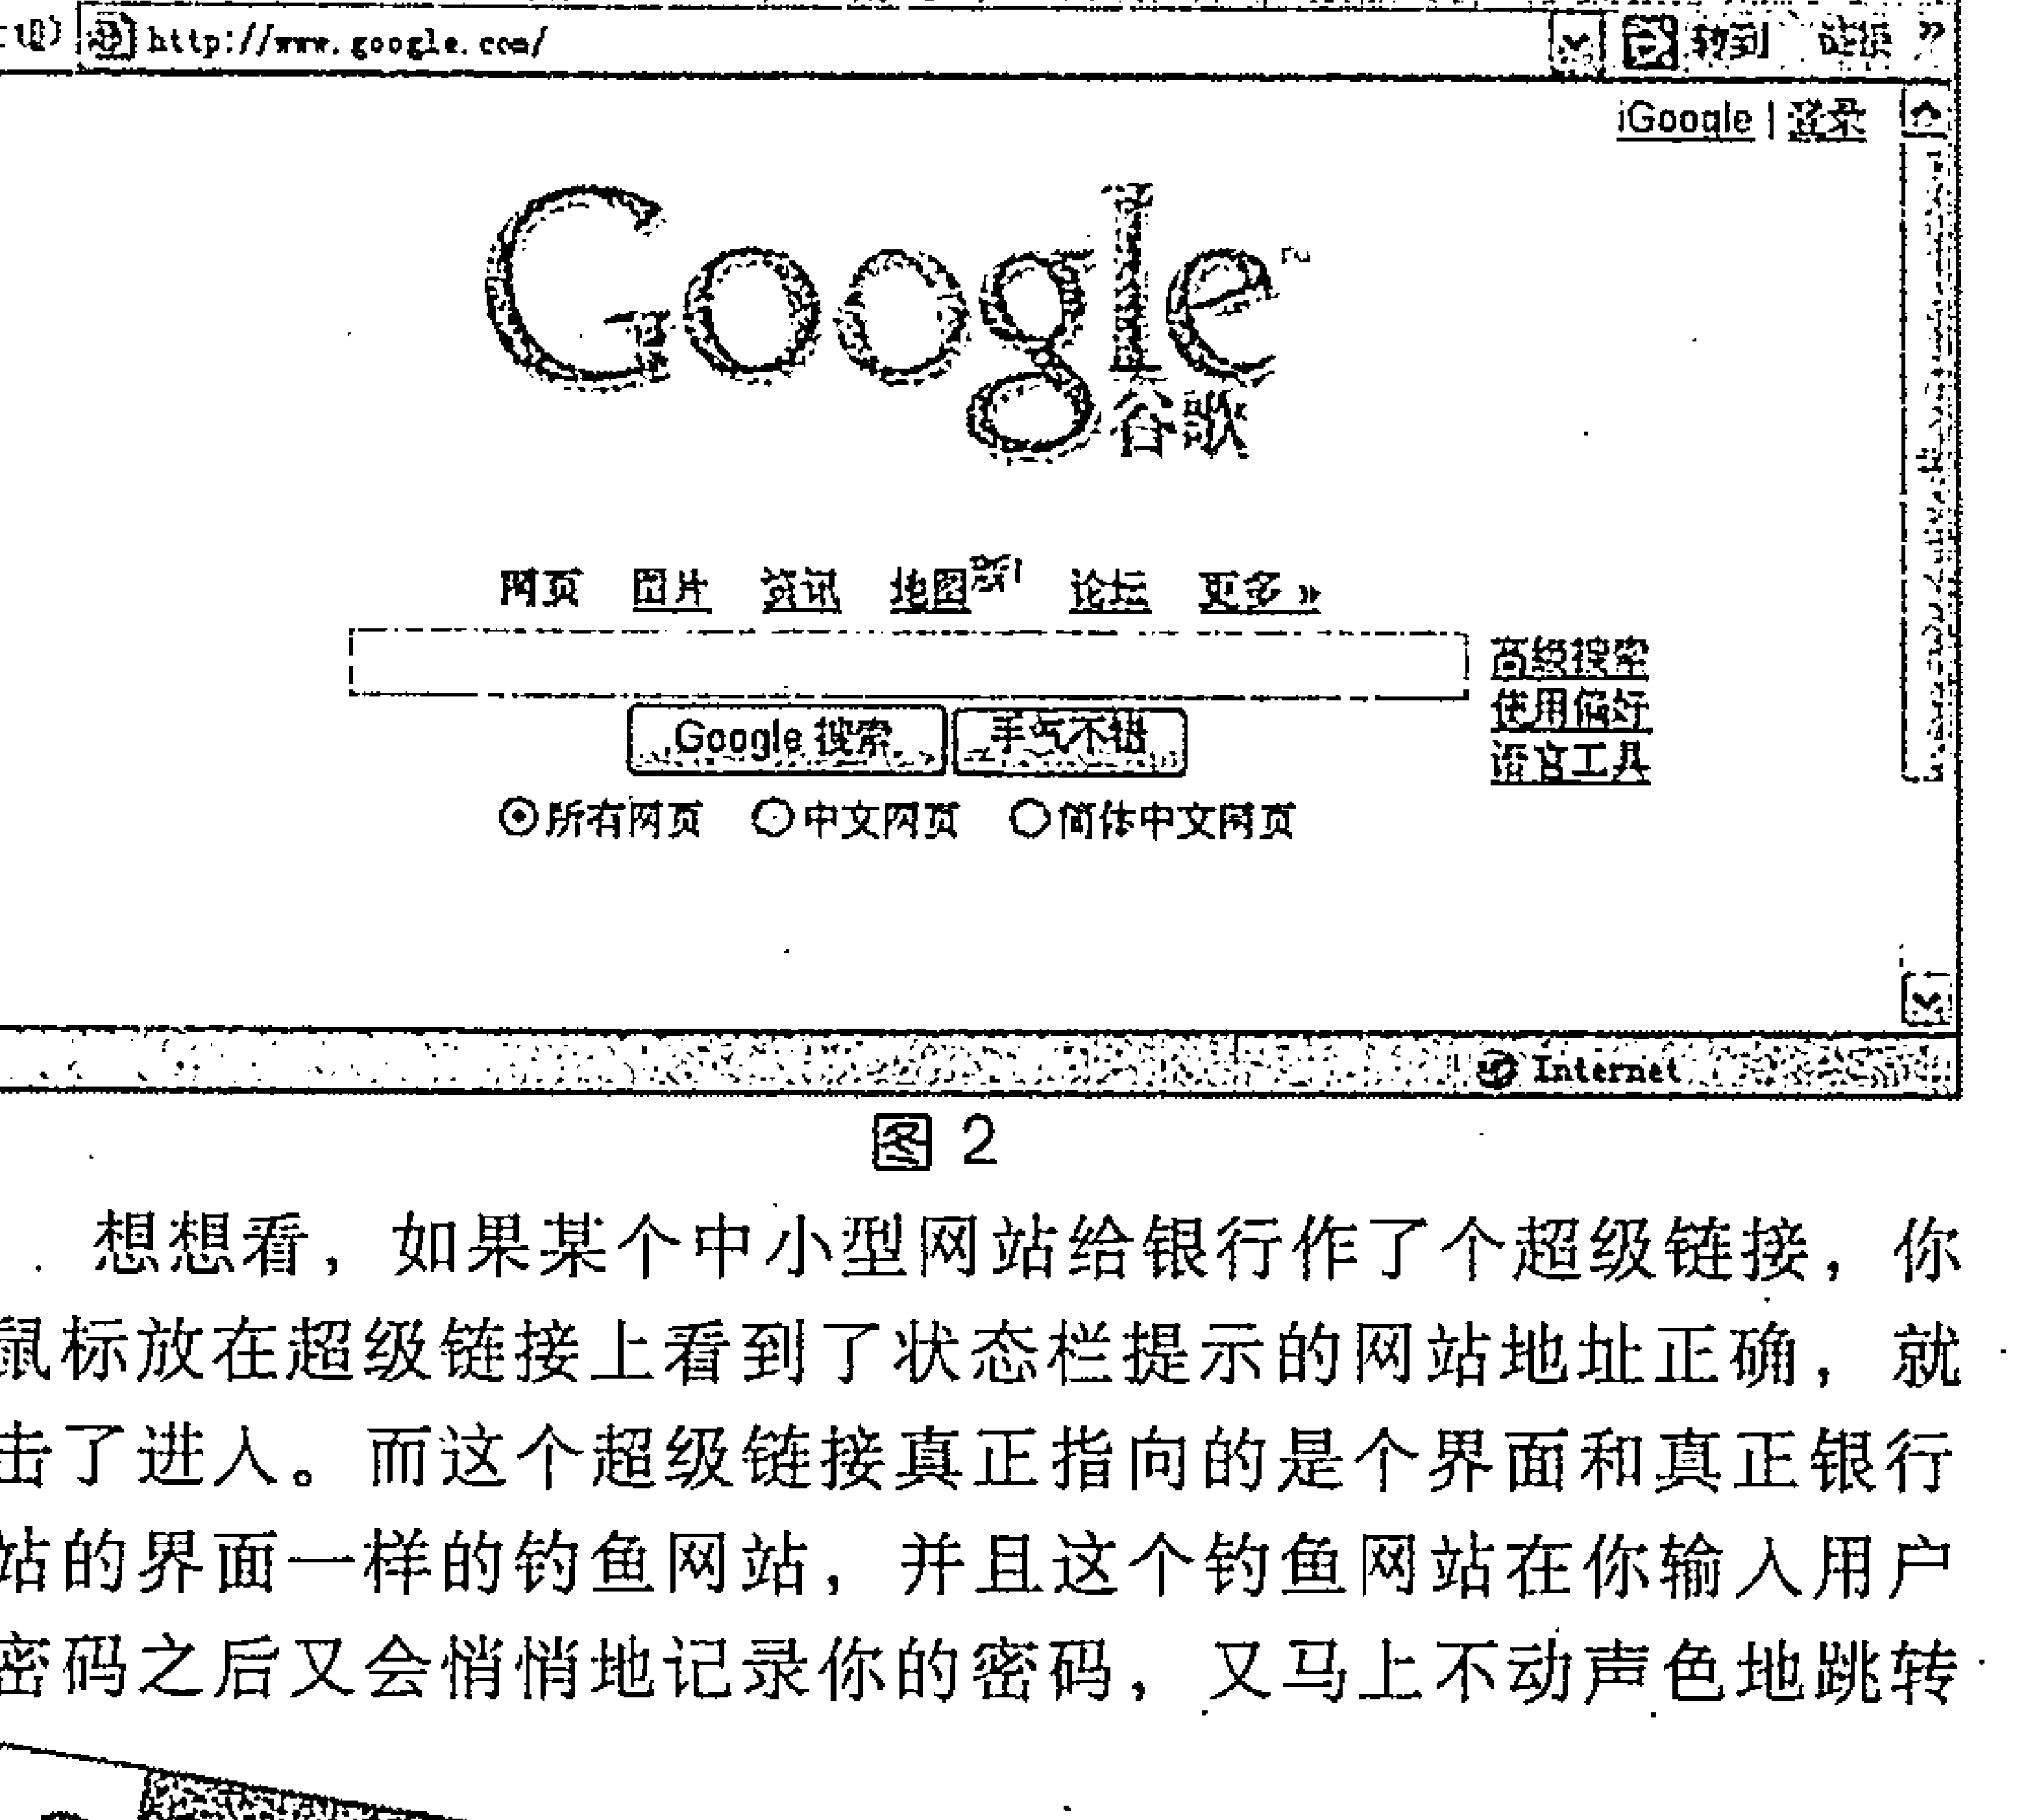 http://www.google.com/ 转到 链接 »
iGoogle | 登录
Google
谷歌
网页 图片 资讯 地图 论坛 更多 »
高级搜索
使用偏好
语言工具
Google 搜索 手气不错
所有网页 中文网页 简体中文网页
Internet
图 2
想想看，如果某个中小型网站给银行作了个超级链接，你
鼠标放在超级链接上看到了状态栏提示的网站地址正确，就
击了进入。而这个超级链接真正指向的是个界面和真正银行
站的界面一样的钓鱼网站，并且这个钓鱼网站在你输入用户
密码之后又会悄悄地记录你的密码，又马上不动声色地跳转